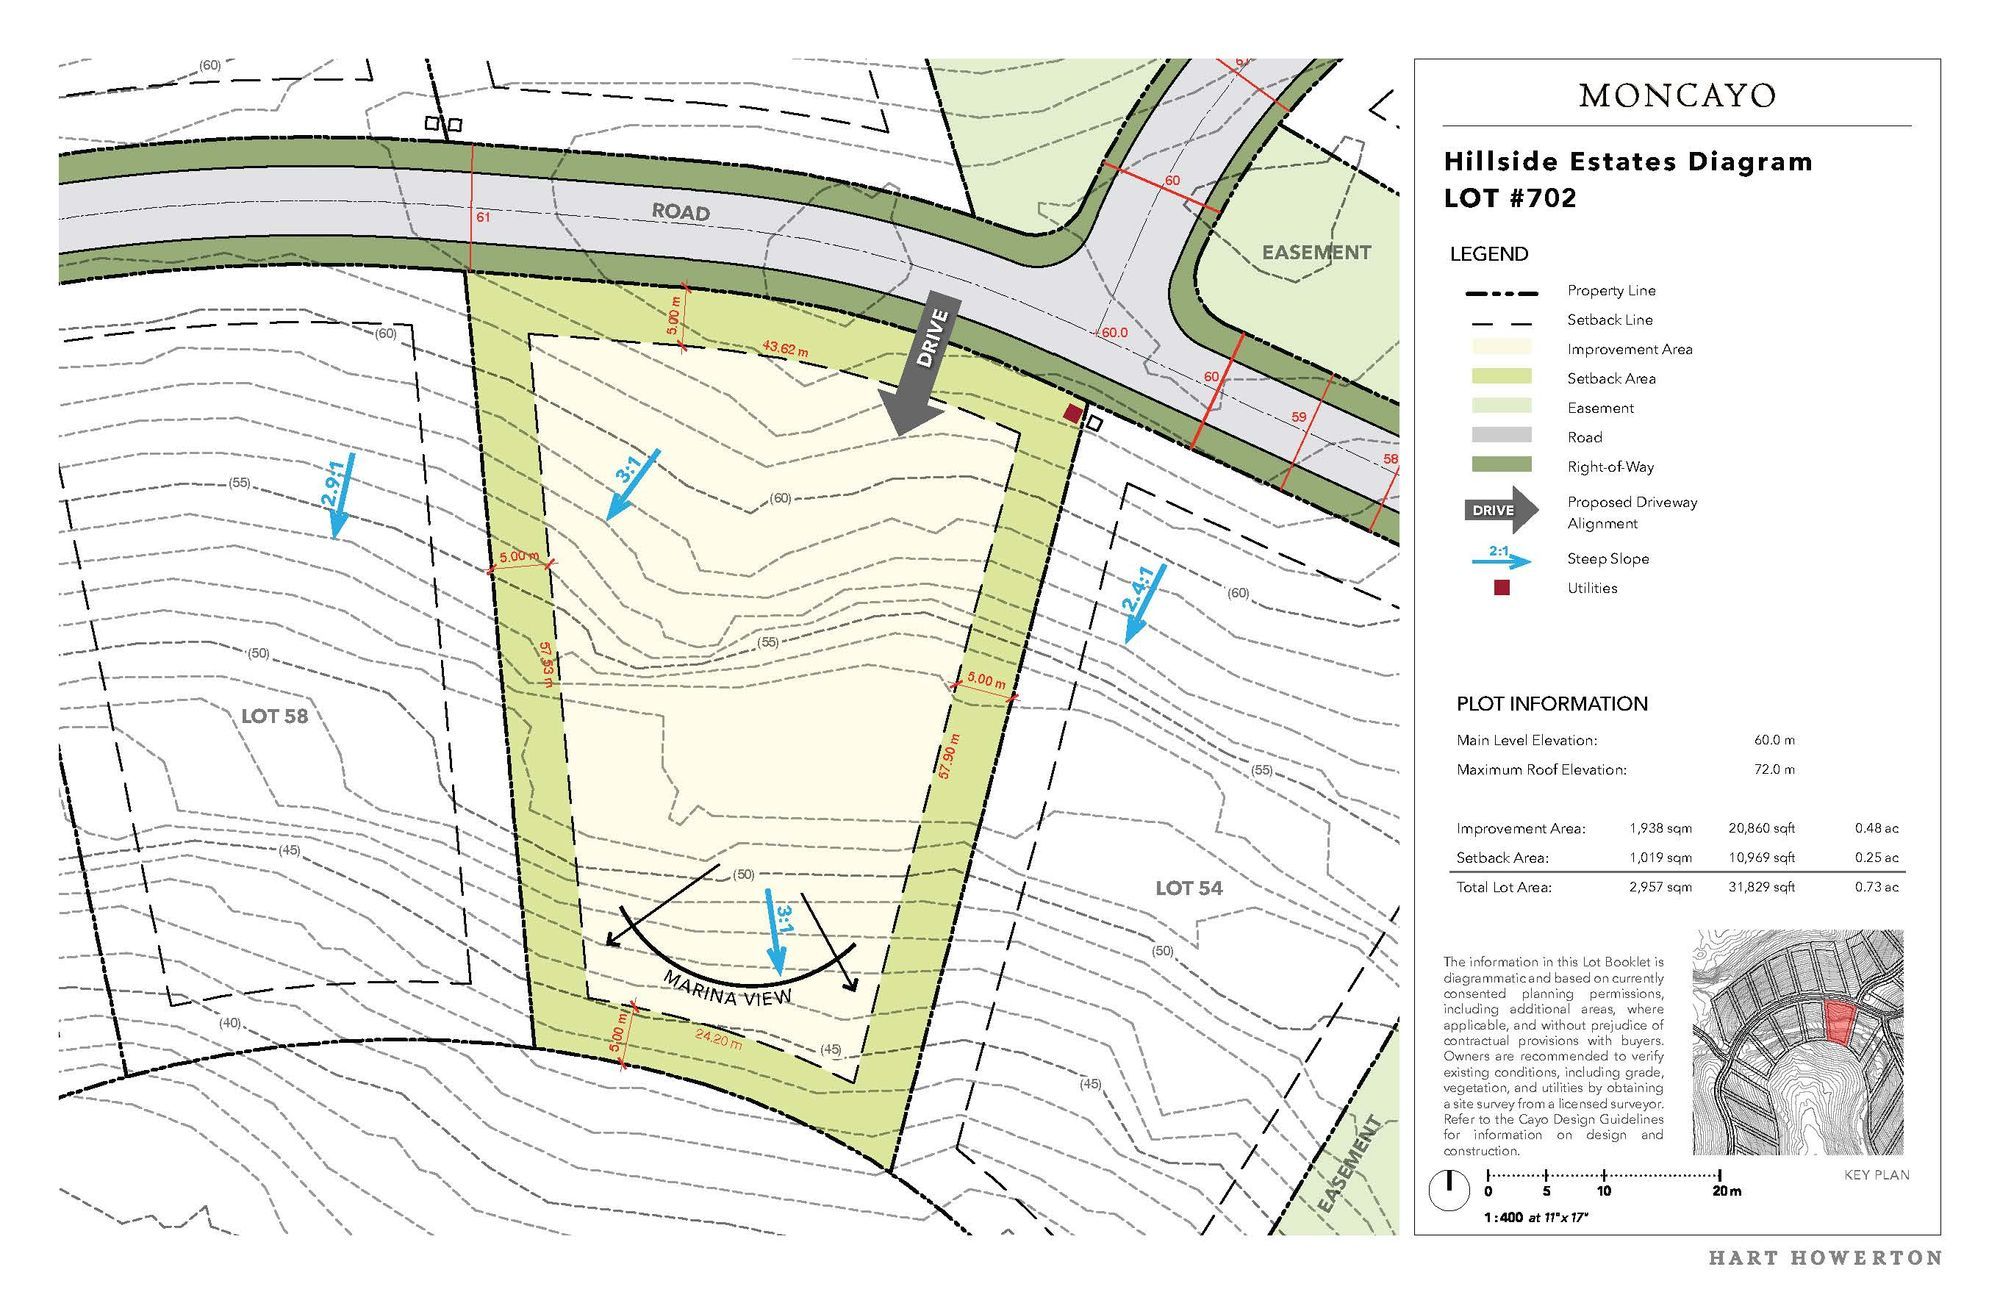 (60)
67
61
ROAD
60
EASEMENT
DRIVE
+60.0
60
59
58
5.00 m
43.62 m
(60)
(55)
2.9:1
3:1
(60)
5.00 m
57.53 m
(55)
5.00 m
57.90 m
2.4:1
(60)
(50)
LOT 58
(55)
(45)
(50)
LOT 54
3:1
MARINA VIEW
(50)
(40)
5.00 m
24.20 m
(45)
(45)
EASEMENT
MONCAYO
Hillside Estates Diagram
LOT #702
LEGEND
Property Line
Setback Line
Improvement Area
Setback Area
Easement
Road
Right-of-Way
DRIVE Proposed Driveway
Alignment
2:1 Steep Slope
Utilities
PLOT INFORMATION
Main Level Elevation: 60.0 m
Maximum Roof Elevation: 72.0 m
Improvement Area: 1,938 sqm 20,860 sqft 0.48 ac
Setback Area: 1,019 sqm 10,969 sqft 0.25 ac
Total Lot Area: 2,957 sqm 31,829 sqft 0.73 ac
The information in this Lot Booklet is
diagrammatic and based on currently
consented planning permissions,
including additional areas, where
applicable, and without prejudice of
contractual provisions with buyers.
Owners are recommended to verify
existing conditions, including grade,
vegetation, and utilities by obtaining
a site survey from a licensed surveyor.
Refer to the Cayo Design Guidelines
for information on design and
construction.
KEY PLAN
0 5 10 20m
1:400 at 11"x 17"
HART HOWERTON